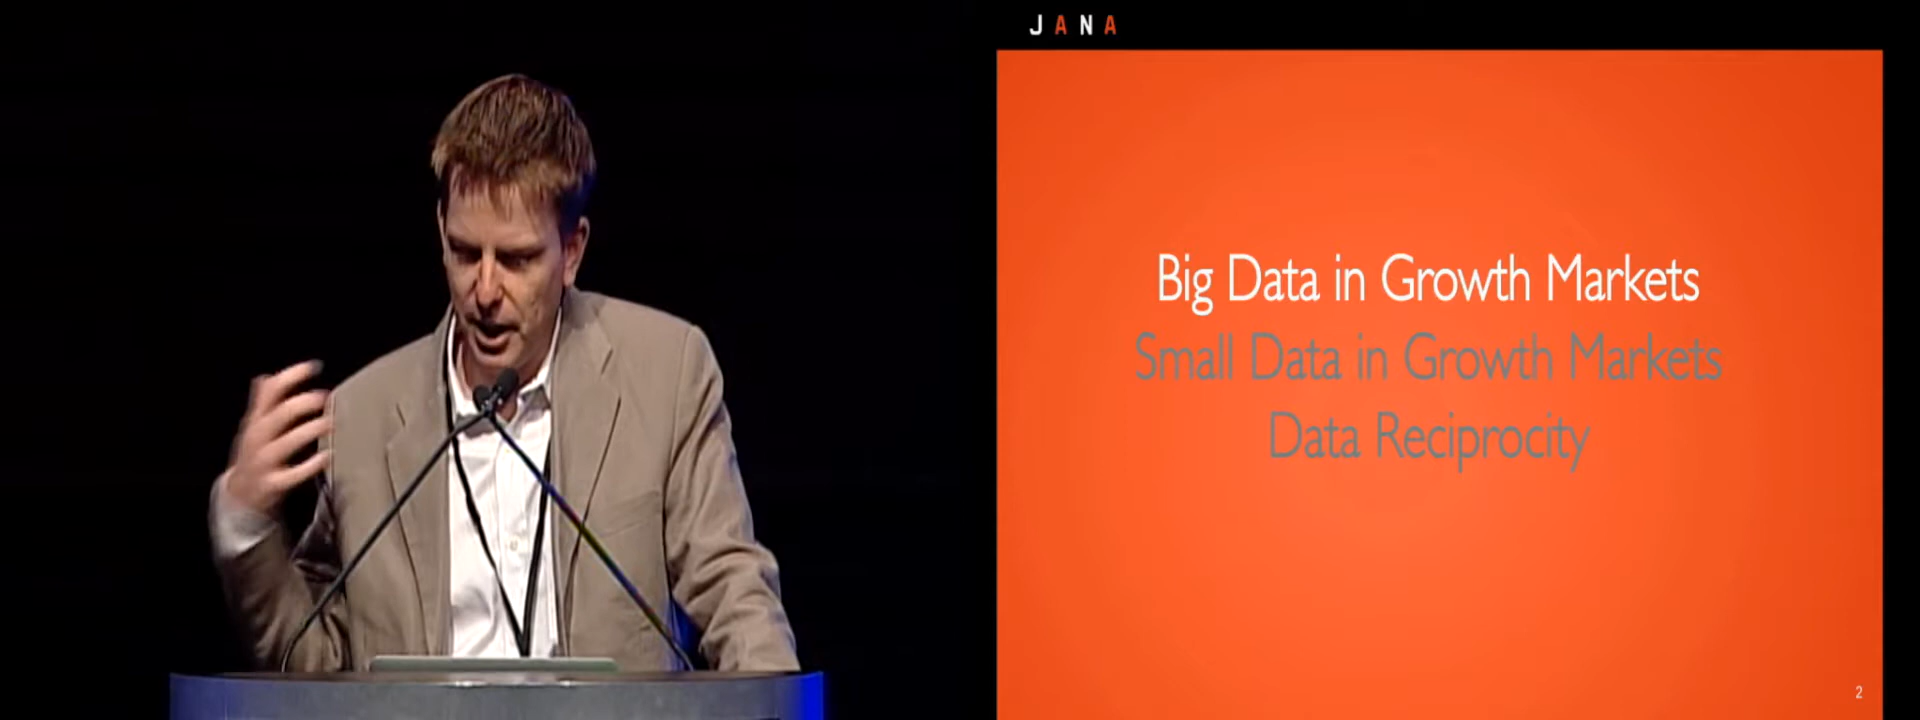 JANA
Big Data in Growth Markets
Small Data in Growth Markets
Data Reciprocity
2